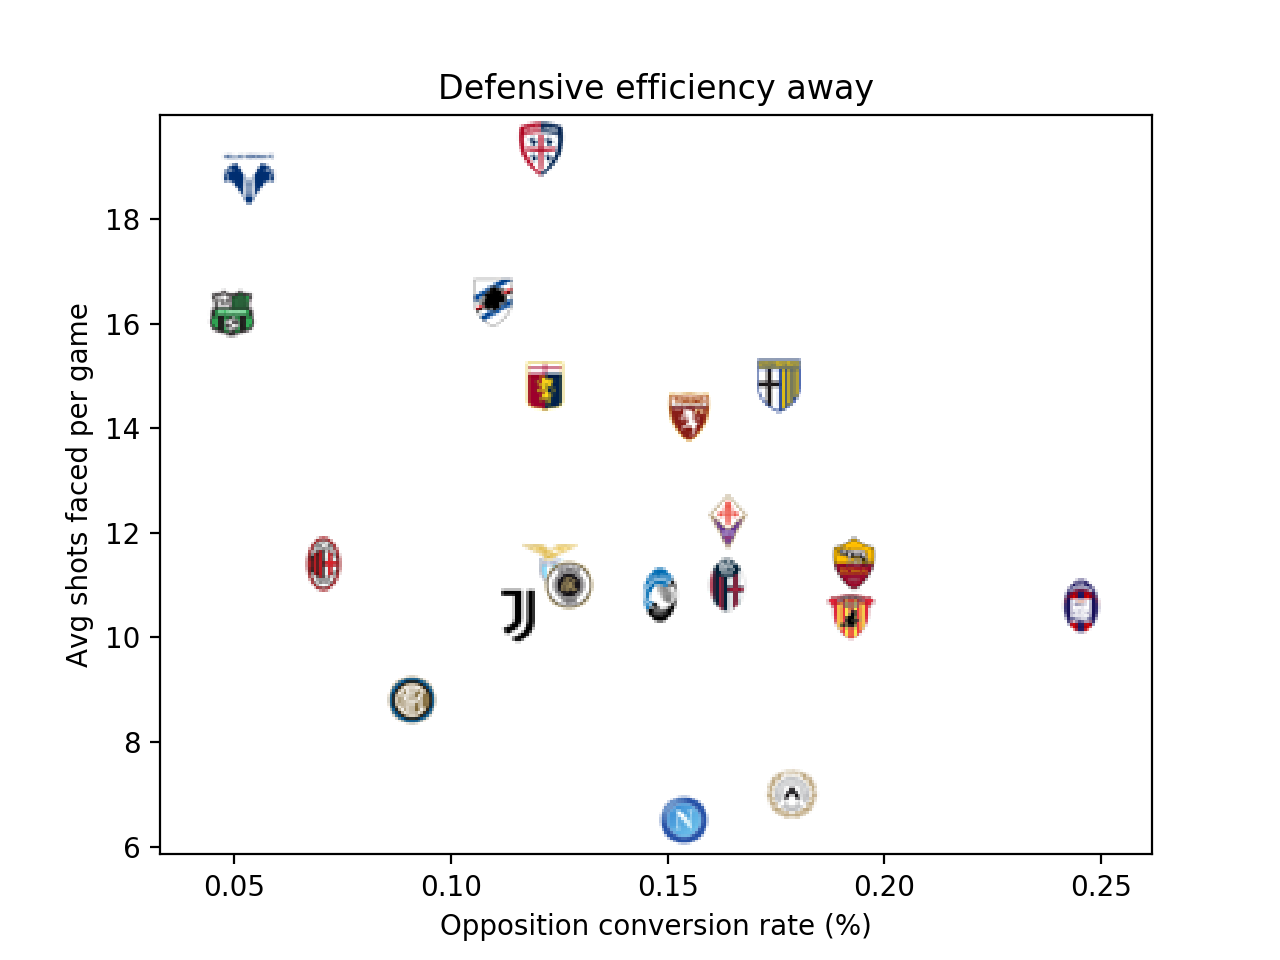 Defensive efficiency away
Avg shots faced per game
18
16
14
12
10
8
6
TORINO
N
0.05
0.10
0.15
0.20
0.25
Opposition conversion rate (%)